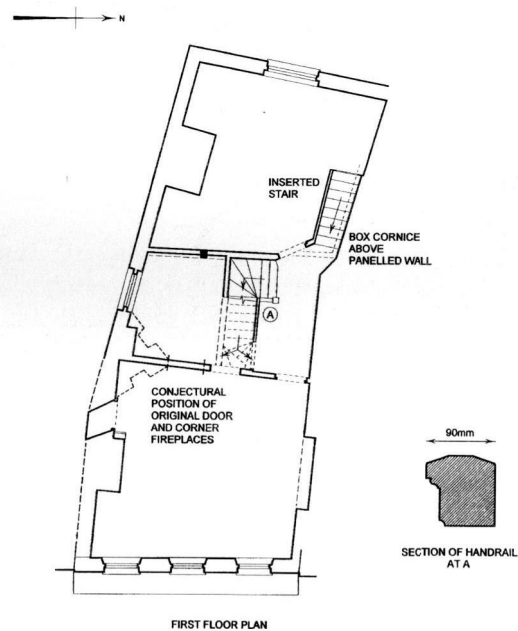 N
INSERTED
STAIR
BOX CORNICE
ABOVE
PANELLED WALL
A
CONJECTURAL
POSITION OF
ORIGINAL DOOR
AND CORNER
FIREPLACES
90mm
SECTION OF HANDRAIL
AT A
FIRST FLOOR PLAN